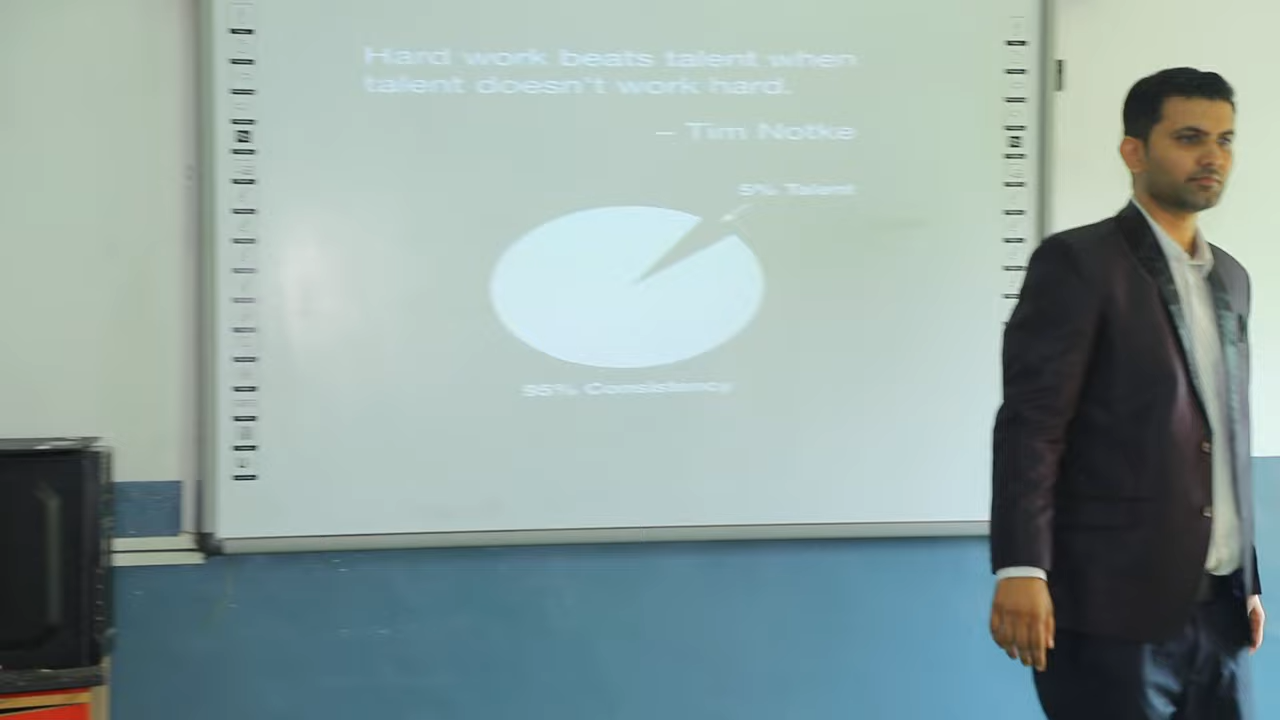 Hard work beats talent when
talent doesn't work hard.
– Tim Notke
5% Talent
95% Consistency